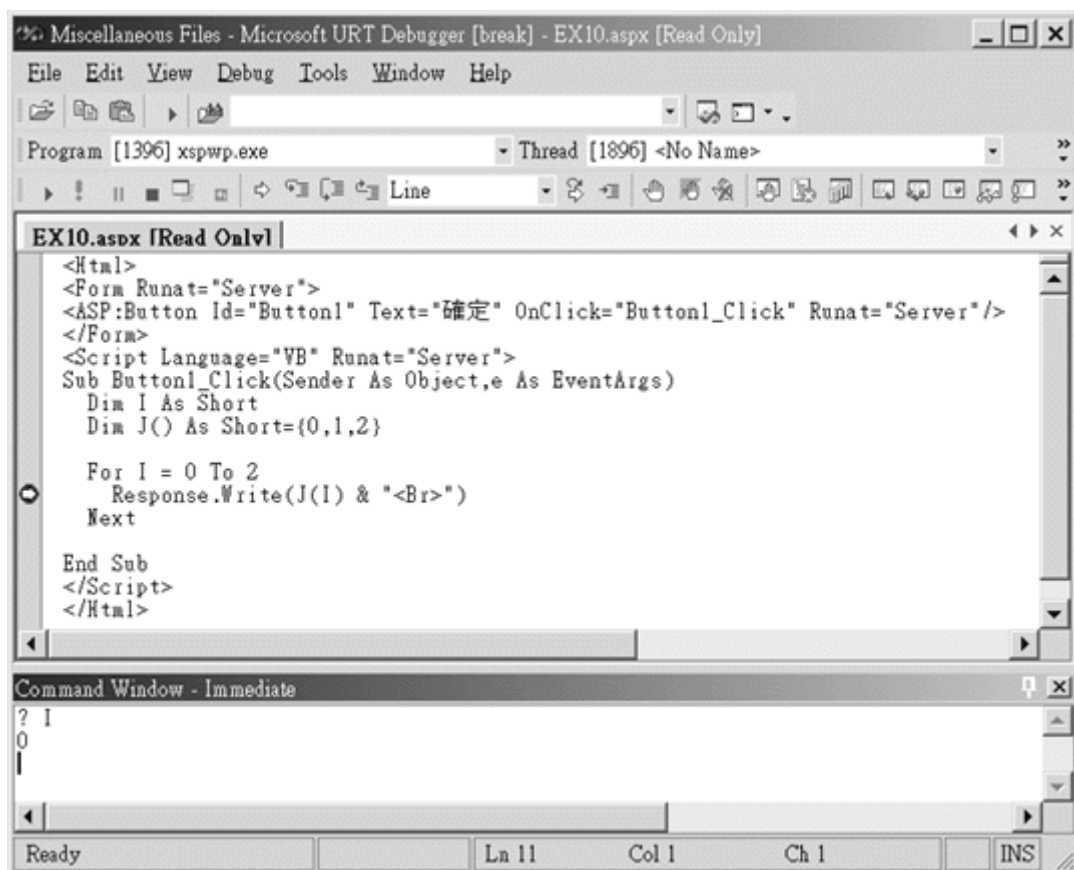 Miscellaneous Files - Microsoft URT Debugger [break] - EX10.aspx [Read Only]
File Edit View Debug Tools Window Help
Program [1396] xspwp.exe Thread [1896] <No Name>
Line
EX10.aspx [Read Only]
<Html>
<Form Runat="Server">
<ASP:Button Id="Button1" Text="確定" OnClick="Button1_Click" Runat="Server"/>
</Form>
<Script Language="VB" Runat="Server">
Sub Button1_Click(Sender As Object,e As EventArgs)
Dim I As Short
Dim J() As Short={0,1,2}
For I = 0 To 2
Response.Write(J(I) & "<Br>")
Next
End Sub
</Script>
</Html>
Command Window - Immediate
? I
0
Ready Ln 11 Col 1 Ch 1 INS